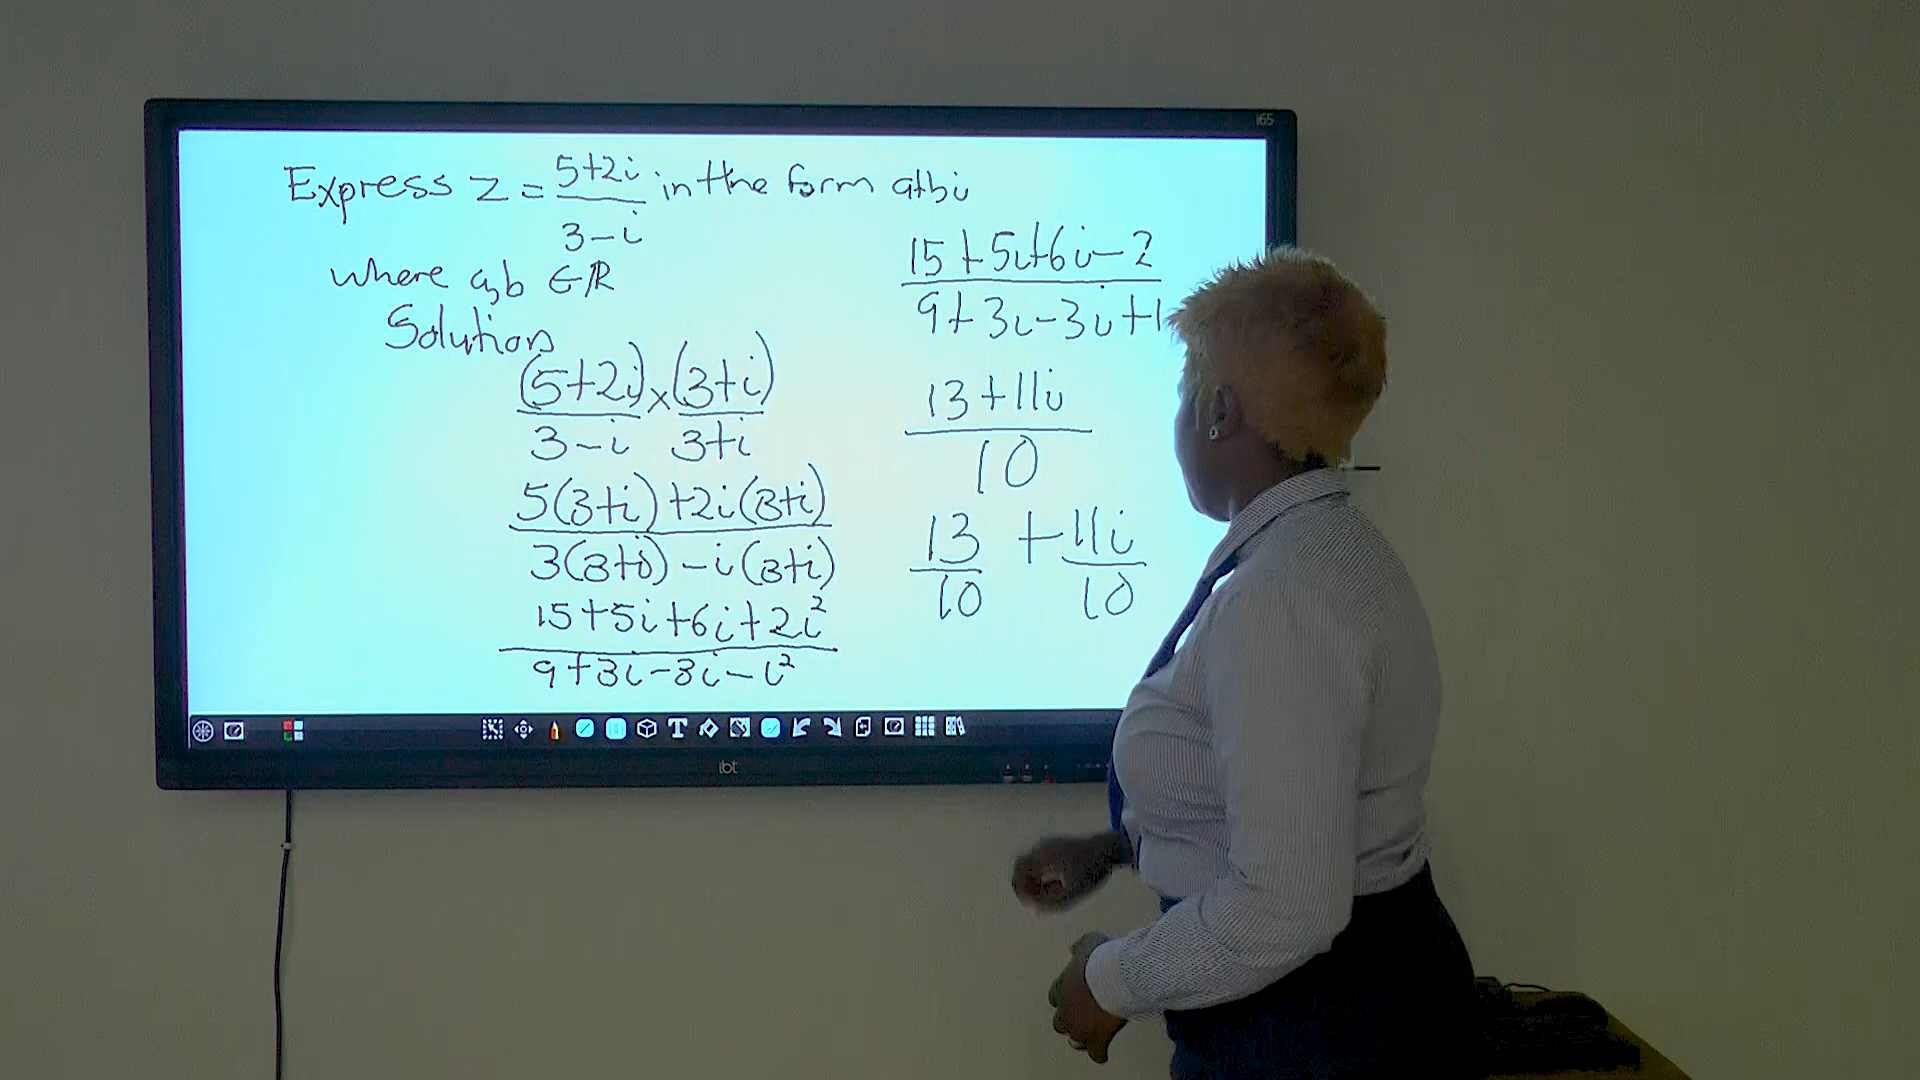 Express z = 5+2i / 3-i in the form a+bi
where a,b ∈ ℝ
Solution
(5+2i) / 3-i × (3+i) / 3+i
5(3+i) + 2i(3+i)
3(3+i) - i(3+i)
15+5i+6i+2i²
9+3i-3i-i²
15+5i+6i-2
9+3i-3i+1
13+11i
10
13/10 + 11i/10
ibt
i65